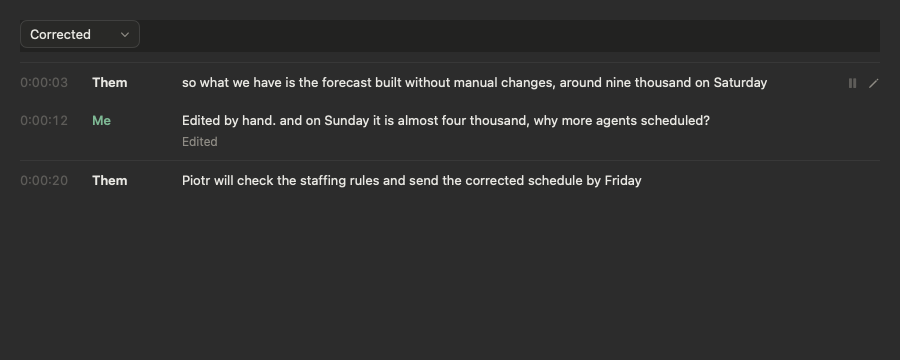 Corrected
0:00:03 Them so what we have is the forecast built without manual changes, around nine thousand on Saturday
0:00:12 Me Edited by hand. and on Sunday it is almost four thousand, why more agents scheduled?
Edited
0:00:20 Them Piotr will check the staffing rules and send the corrected schedule by Friday